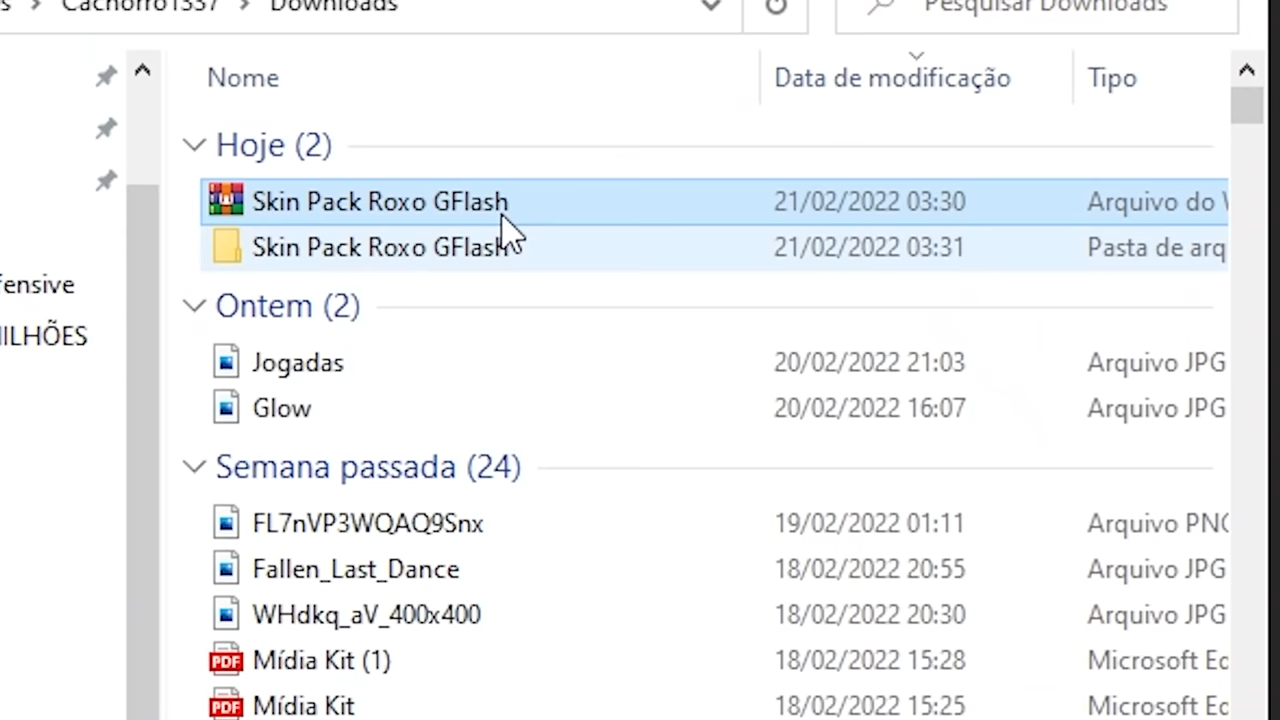 Cachorro1337 > Downloads
Pesquisar Downloads
Nome Data de modificação Tipo
Hoje (2)
Skin Pack Roxo GFlash 21/02/2022 03:30 Arquivo do
Skin Pack Roxo GFlash 21/02/2022 03:31 Pasta de arq
fensive
Ontem (2)
ILHÕES
Jogadas 20/02/2022 21:03 Arquivo JPG
Glow 20/02/2022 16:07 Arquivo JPG
Semana passada (24)
FL7nVP3WQAQ9Snx 19/02/2022 01:11 Arquivo PNG
Fallen_Last_Dance 18/02/2022 20:55 Arquivo JPG
WHdkq_aV_400x400 18/02/2022 20:30 Arquivo JPG
PDF Mídia Kit (1) 18/02/2022 15:28 Microsoft Ed
PDF Mídia Kit 18/02/2022 15:25 Microsoft Ed